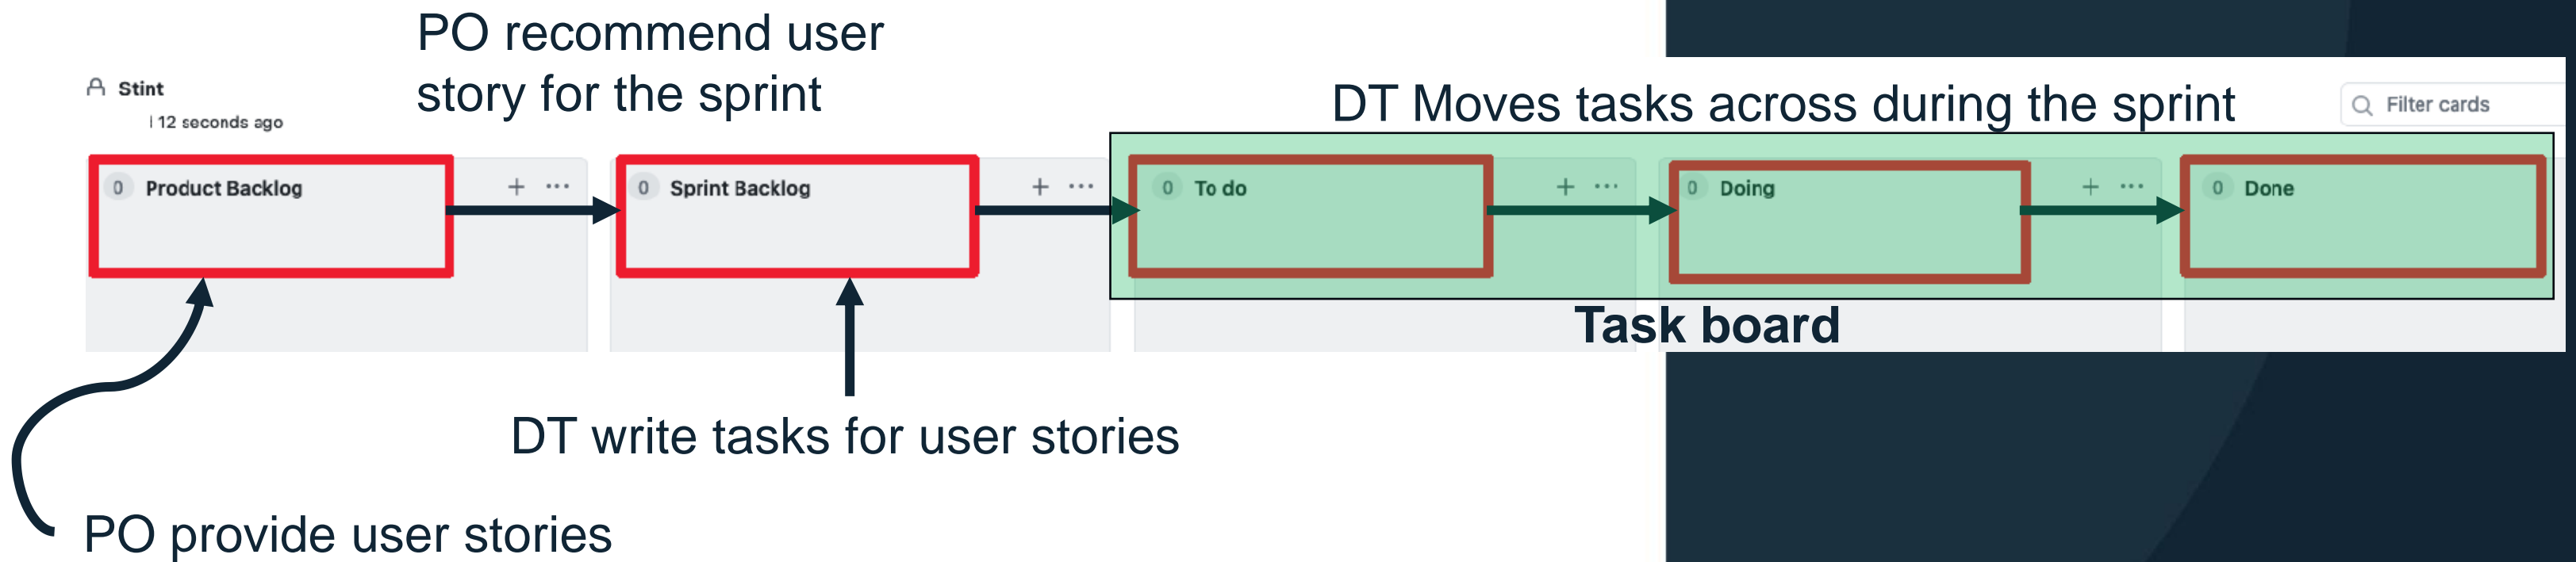 PO recommend user
story for the sprint
Stint
12 seconds ago
DT Moves tasks across during the sprint
Filter cards
0 Product Backlog
0 Sprint Backlog
0 To do
0 Doing
0 Done
Task board
DT write tasks for user stories
PO provide user stories